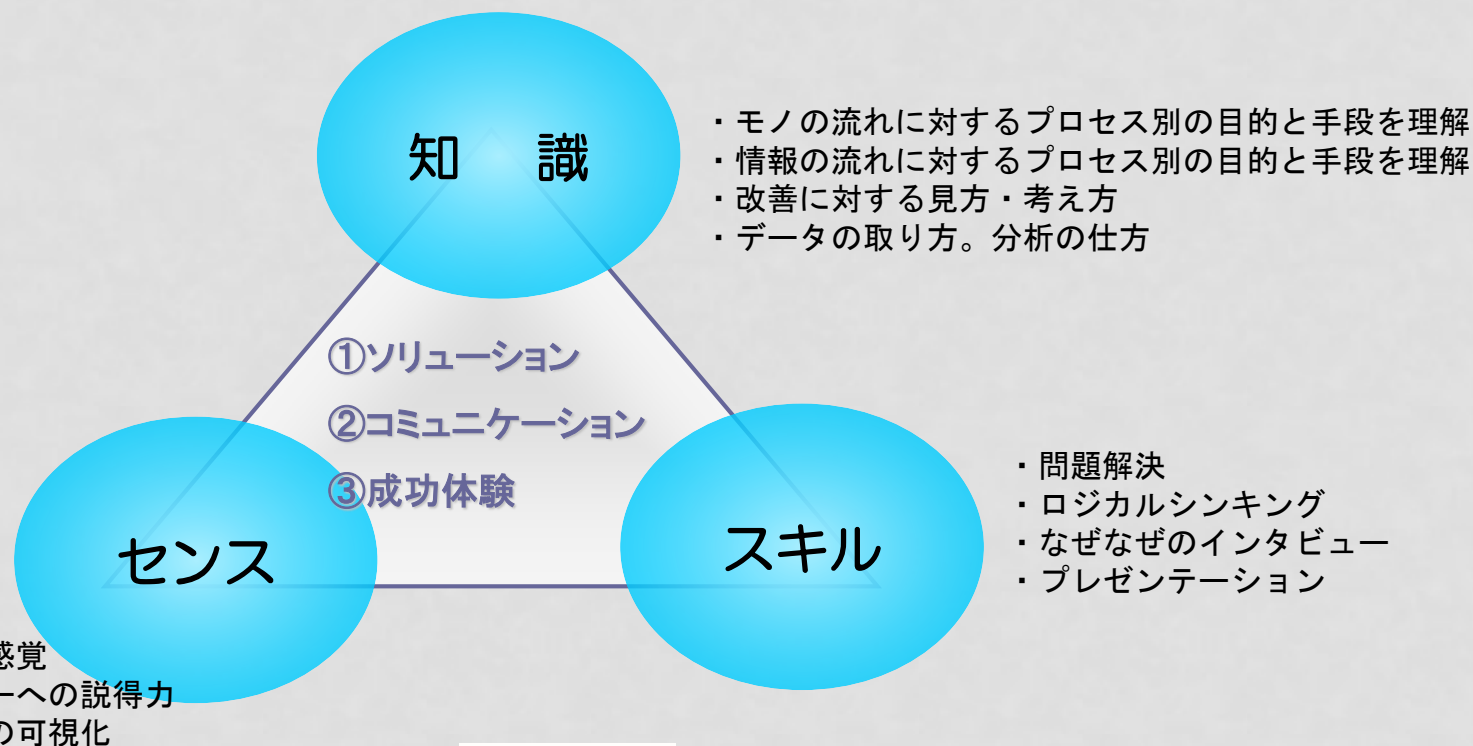 知 識
・モノの流れに対するプロセス別の目的と手段を理解
・情報の流れに対するプロセス別の目的と手段を理解
・改善に対する見方・考え方
・データの取り方。分析の仕方
①ソリューション
②コミュニケーション
③成功体験
センス
スキル
・問題解決
・ロジカルシンキング
・なぜなぜのインタビュー
・プレゼンテーション
感覚
ーへの説得力
の可視化